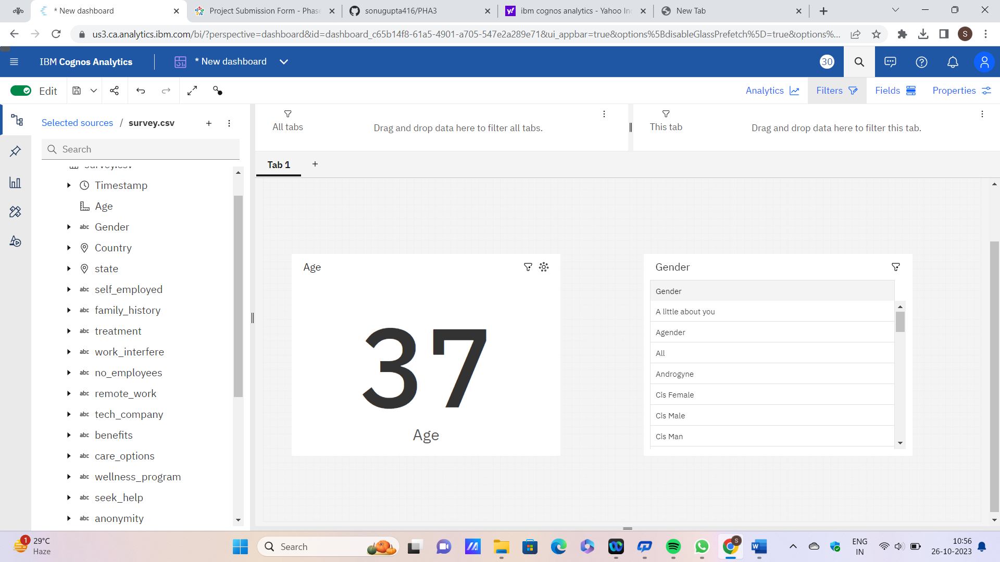 * New dashboard
Project Submission Form - Phase
sonugupta416/PHA3
ibm cognos analytics - Yahoo In
New Tab
us3.ca.analytics.ibm.com/bi/?perspective=dashboard&id=dashboard_c65b14f8-61a5-4901-a705-547e2a289e71&ui_appbar=true&options%5BdisableGlassPrefetch%5D=true&options%...
S
IBM Cognos Analytics
* New dashboard
30
Edit
Analytics
Filters
Fields
Properties
Selected sources / survey.csv
All tabs
Drag and drop data here to filter all tabs.
This tab
Drag and drop data here to filter this tab.
Search
Tab 1
survey.csv
Timestamp
Age
abc Gender
Country
state
abc self_employed
abc family_history
abc treatment
abc work_interfere
abc no_employees
abc remote_work
abc tech_company
abc benefits
abc care_options
abc wellness_program
abc seek_help
abc anonymity
Age
37
Age
Gender
Gender
A little about you
Agender
All
Androgyne
Cis Female
Cis Male
Cis Man
1
29°C
Haze
Search
S
W
ENG
IN
10:56
26-10-2023